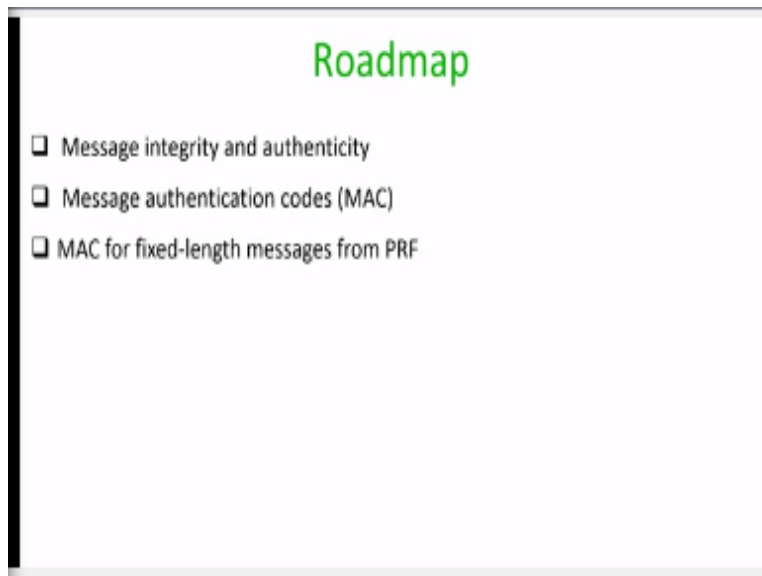 Roadmap
Message integrity and authenticity
Message authentication codes (MAC)
MAC for fixed-length messages from PRF